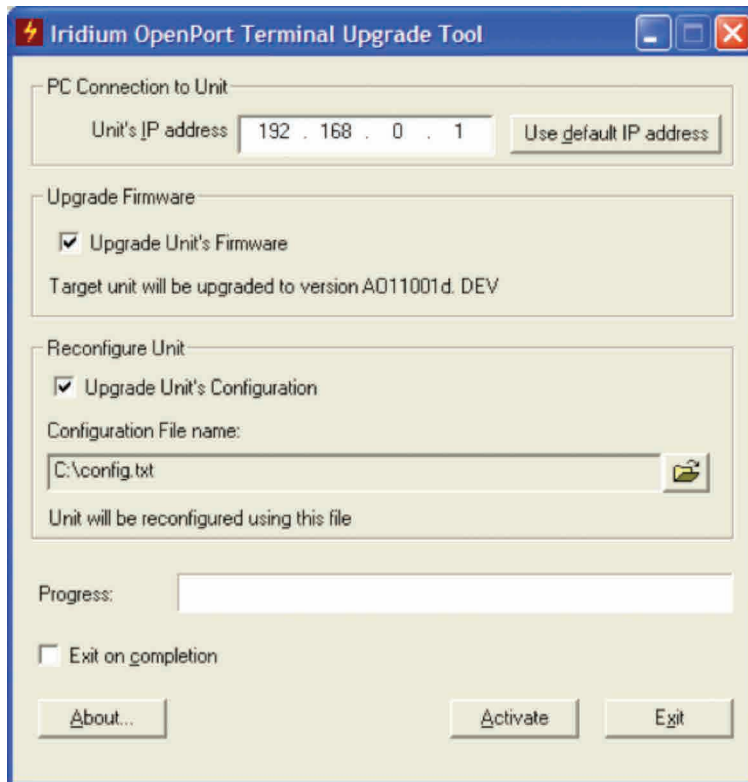 Iridium OpenPort Terminal Upgrade Tool
PC Connection to Unit
Unit's IP address 192 . 168 . 0 . 1 Use default IP address
Upgrade Firmware
Upgrade Unit's Firmware
Target unit will be upgraded to version AO11001d. DEV
Reconfigure Unit
Upgrade Unit's Configuration
Configuration File name:
C:\config.txt
Unit will be reconfigured using this file
Progress:
Exit on completion
About... Activate Exit